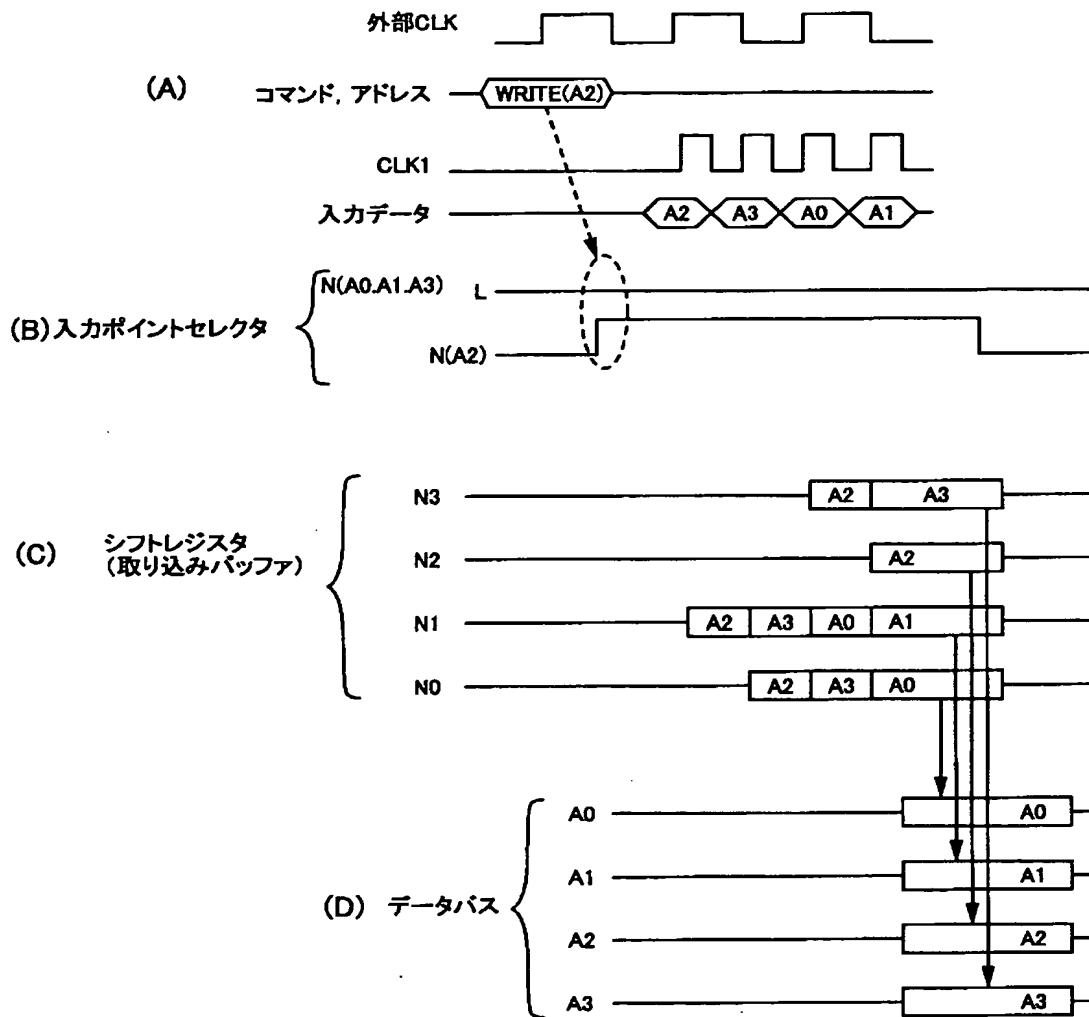 外部CLK
(A)
コマンド, アドレス
WRITE(A2)
CLK1
入力データ
A2 A3 A0 A1
N(A0.A1.A3)
L
(B)入力ポイントセレクタ
N(A2)
N3
A2 A3
(C)
シフトレジスタ
(取り込みバッファ)
N2
A2
N1
A2 A3 A0 A1
N0
A2 A3 A0
A0
A0
A1
A1
(D) データバス
A2
A2
A3
A3